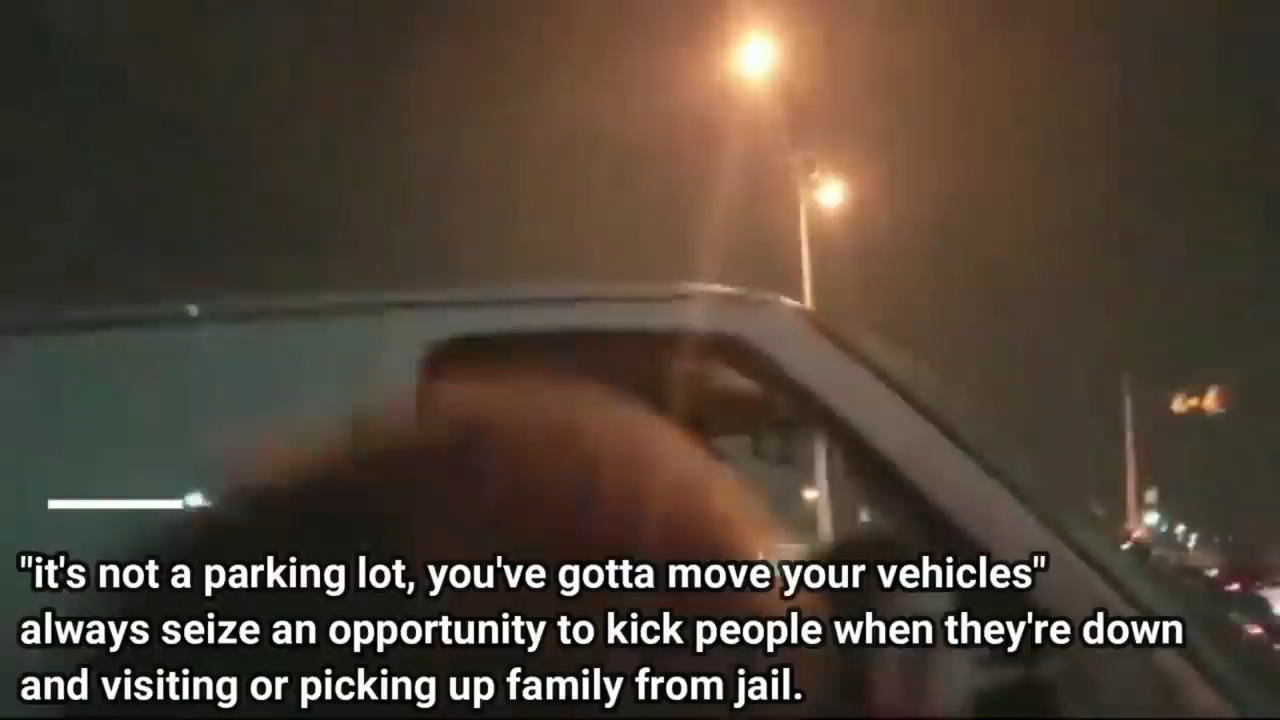 "it's not a parking lot, you've gotta move your vehicles"
always seize an opportunity to kick people when they're down
and visiting or picking up family from jail.